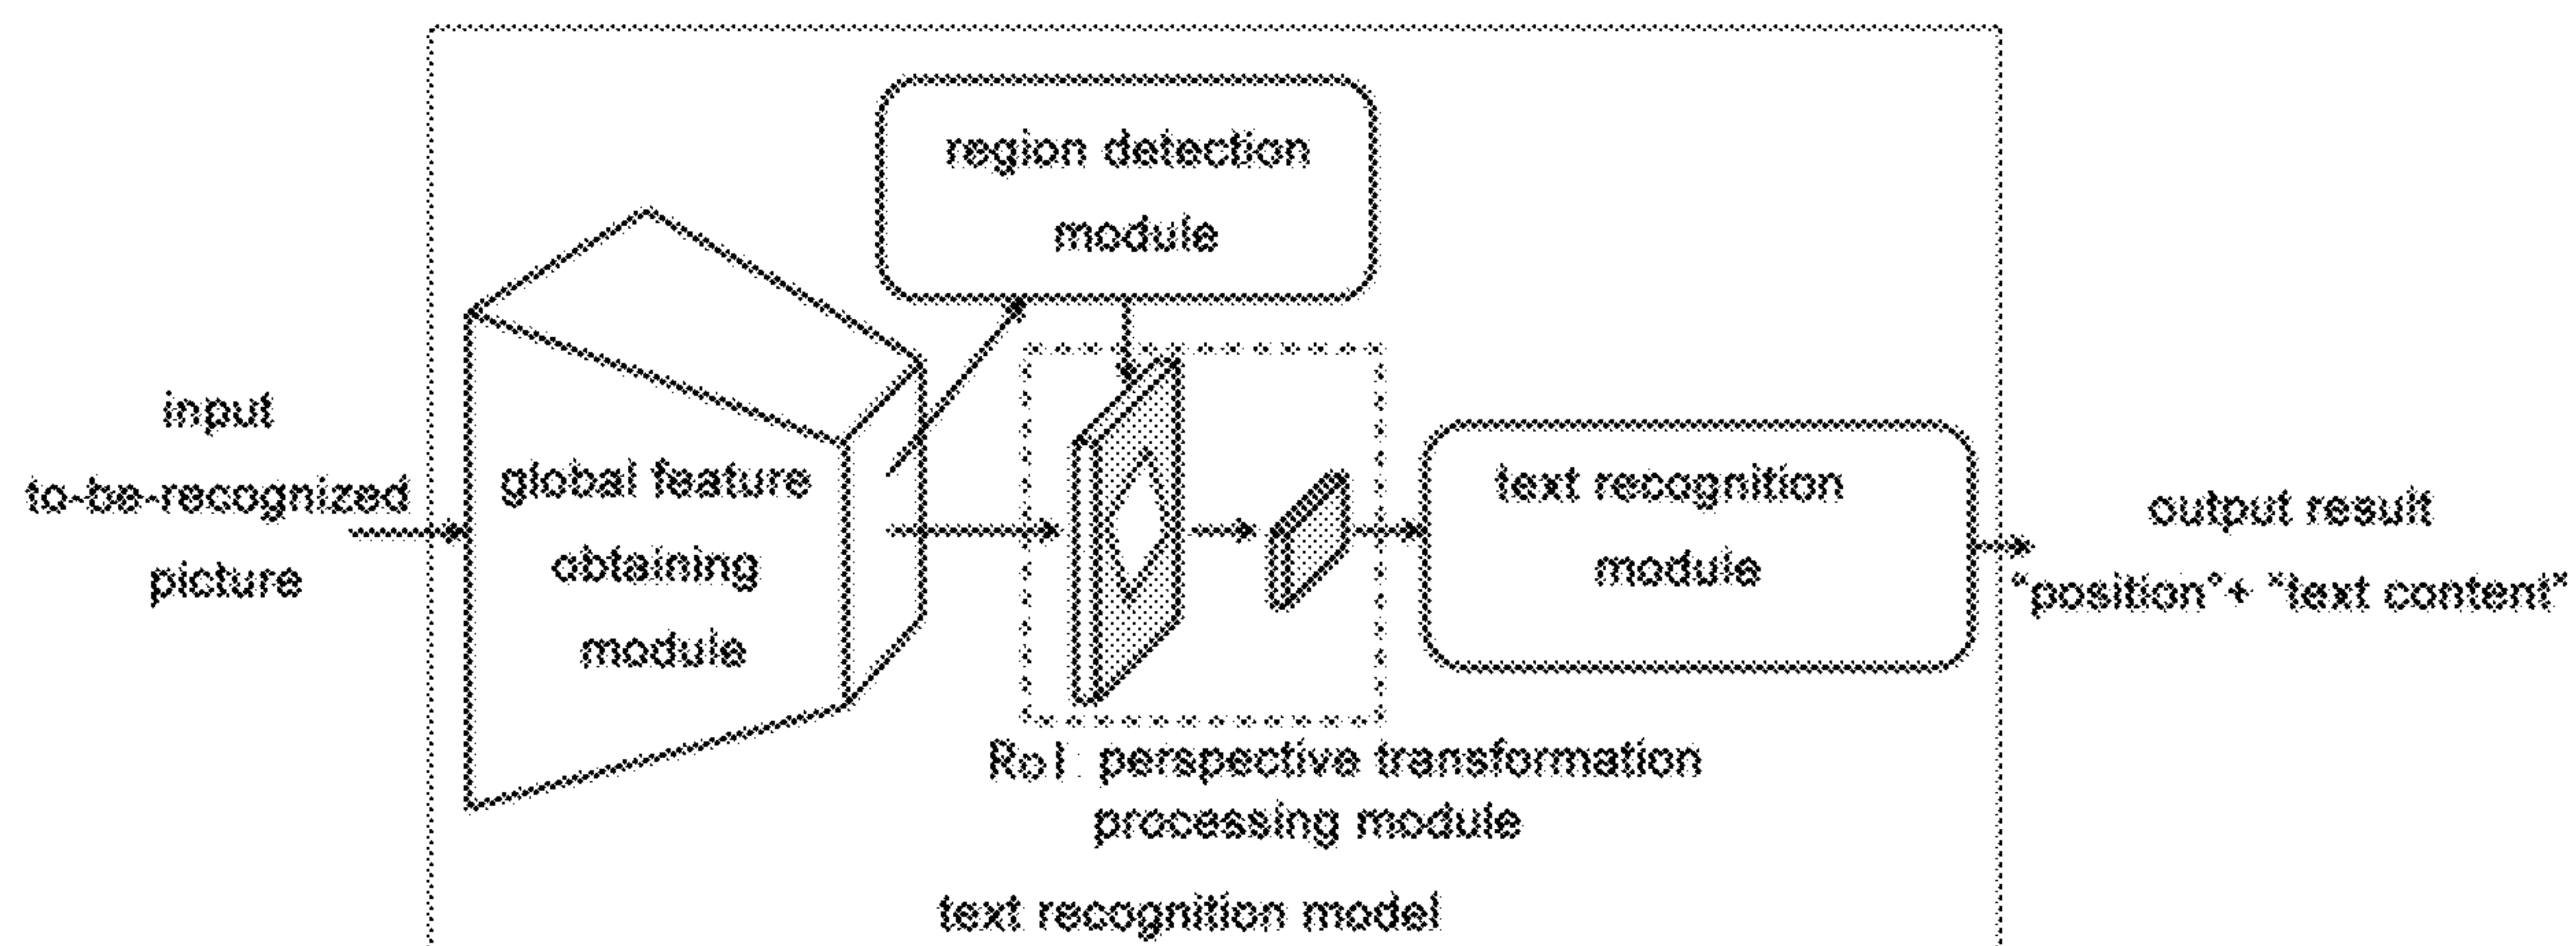 input
to-be-recognized
picture
global feature
obtaining
module
region detection
module
RoI perspective transformation
processing module
text recognition
module
output result
"position"+ "text content"
text recognition model